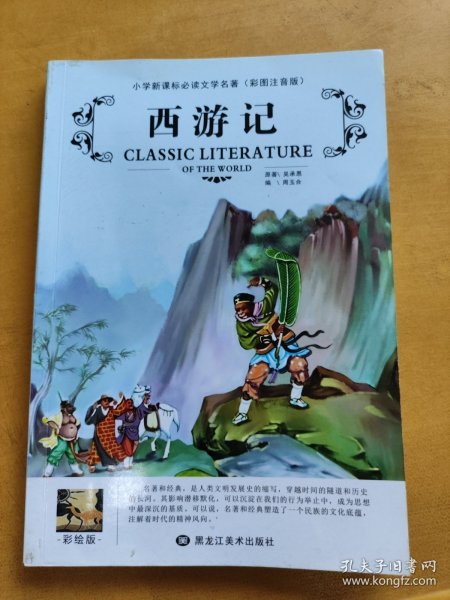 小学新课标必读文学名著（彩图注音版）
西游记
CLASSIC LITERATURE
OF THE WORLD
原著\ 吴承恩
编 \ 周玉台
名著和经典，是人类文明发展史的缩写，穿越时间的隧道和历史
的长河，其影响潜移默化，可以沉淀在我们的行为举止中，成为思想
中最深沉的基质，可以说，名著和经典塑造了一个民族的文化底蕴，
注解着时代的精神风向。
-彩绘版-
黑龙江美术出版社
孔夫子旧书网
www.kongfz.com